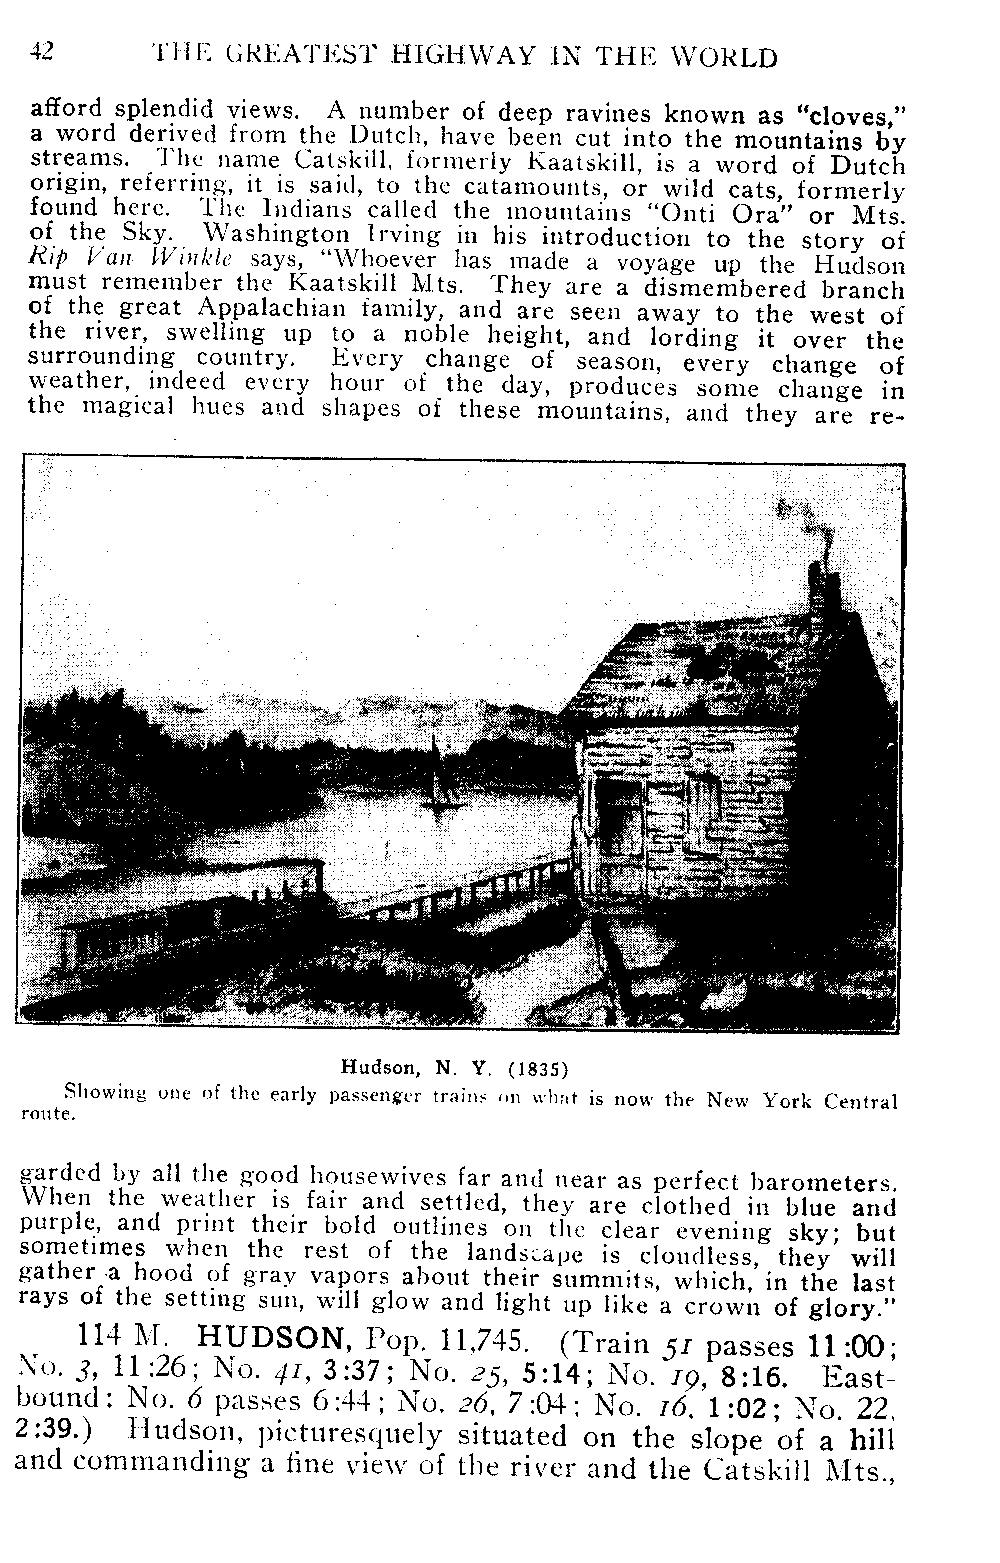 42 THE GREATEST HIGHWAY IN THE WORLD
afford splendid views. A number of deep ravines known as "cloves,"
a word derived from the Dutch, have been cut into the mountains by
streams. The name Catskill, formerly Kaatskill, is a word of Dutch
origin, referring, it is said, to the catamounts, or wild cats, formerly
found here. The Indians called the mountains "Onti Ora" or Mts.
of the Sky. Washington Irving in his introduction to the story of
Rip Van Winkle says, "Whoever has made a voyage up the Hudson
must remember the Kaatskill Mts. They are a dismembered branch
of the great Appalachian family, and are seen away to the west of
the river, swelling up to a noble height, and lording it over the
surrounding country. Every change of season, every change of
weather, indeed every hour of the day, produces some change in
the magical hues and shapes of these mountains, and they are re-
Hudson, N. Y. (1835)
Showing one of the early passenger trains on what is now the New York Central
route.
garded by all the good housewives far and near as perfect barometers.
When the weather is fair and settled, they are clothed in blue and
purple, and print their bold outlines on the clear evening sky; but
sometimes when the rest of the landscape is cloudless, they will
gather a hood of gray vapors about their summits, which, in the last
rays of the setting sun, will glow and light up like a crown of glory."
114 M. HUDSON, Pop. 11,745. (Train 51 passes 11:00;
No. 3, 11:26; No. 41, 3:37; No. 25, 5:14; No. 19, 8:16. East-
bound: No. 6 passes 6:44; No. 26, 7:04; No. 16, 1:02; No. 22,
2:39.) Hudson, picturesquely situated on the slope of a hill
and commanding a fine view of the river and the Catskill Mts.,